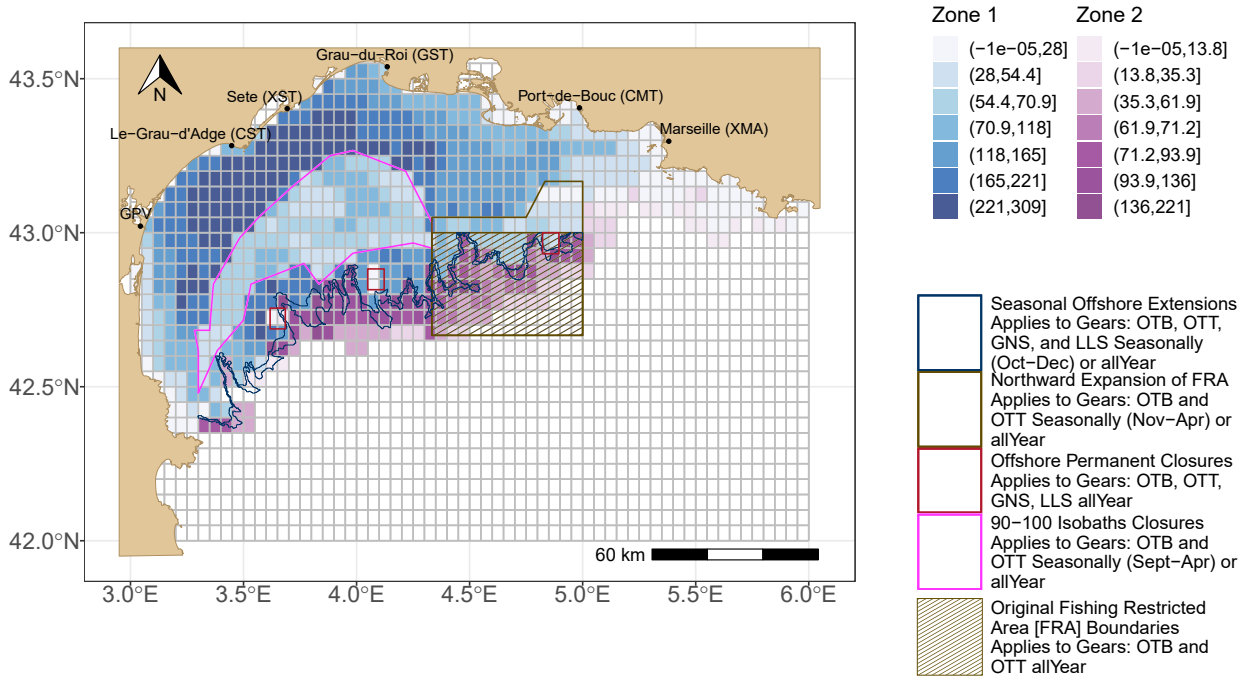 43.5°N
43.0°N
42.5°N
42.0°N
3.0°E
3.5°E
4.0°E
4.5°E
5.0°E
5.5°E
6.0°E
N
Grau−du−Roi (GST)
Sete (XST)
Port−de−Bouc (CMT)
Le−Grau−d'Adge (CST)
Marseille (XMA)
GPV
60 km
Zone 1
(−1e−05,28]
(28,54.4]
(54.4,70.9]
(70.9,118]
(118,165]
(165,221]
(221,309]
Zone 2
(−1e−05,13.8]
(13.8,35.3]
(35.3,61.9]
(61.9,71.2]
(71.2,93.9]
(93.9,136]
(136,221]
Seasonal Offshore Extensions
Applies to Gears: OTB, OTT,
GNS, and LLS Seasonally
(Oct−Dec) or allYear
Northward Expansion of FRA
Applies to Gears: OTB and
OTT Seasonally (Nov−Apr) or
allYear
Offshore Permanent Closures
Applies to Gears: OTB, OTT,
GNS, LLS allYear
90−100 Isobaths Closures
Applies to Gears: OTB and
OTT Seasonally (Sept−Apr) or
allYear
Original Fishing Restricted
Area [FRA] Boundaries
Applies to Gears: OTB and
OTT allYear